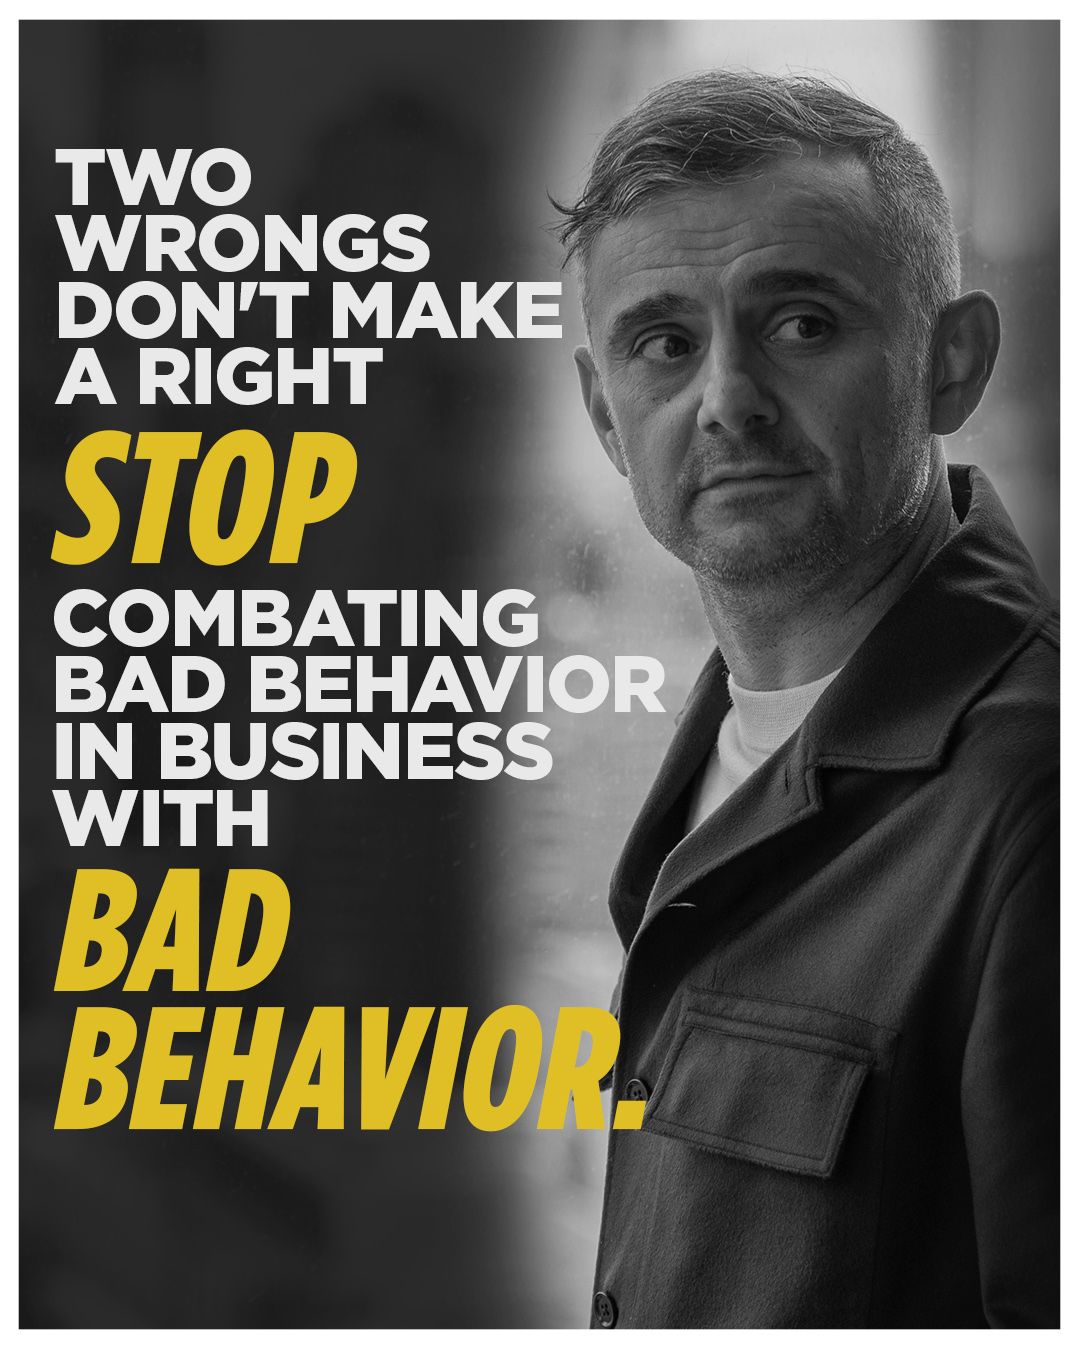 TWO
WRONGS
DON'T MAKE
A RIGHT
STOP
COMBATING
BAD BEHAVIOR
IN BUSINESS
WITH
BAD
BEHAVIOR.